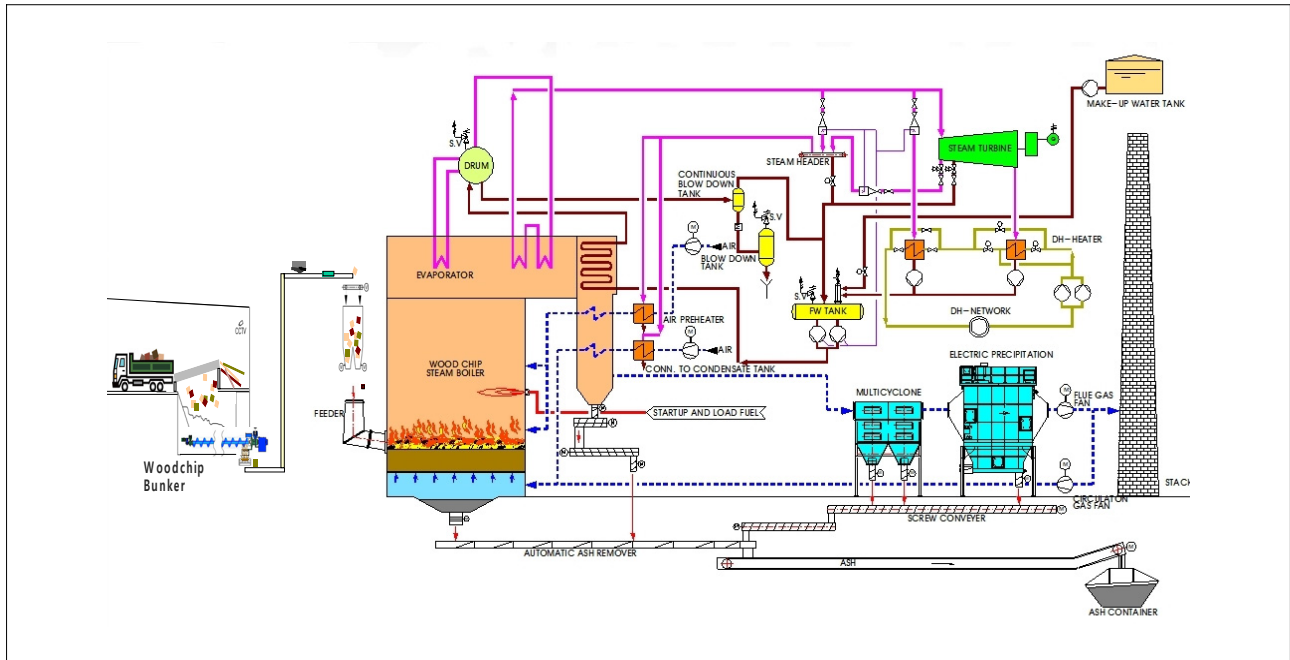 MAKE-UP WATER TANK
S.V
DRUM
STEAM TURBINE
STEAM HEADER
CONTINUOUS
BLOW DOWN
TANK
S.V
M
AIR
BLOW DOWN
TANK
DH-HEATER
EVAPORATOR
CCTV
S.V
FW TANK
DH-NETWORK
AIR PREHEATER
M
AIR
WOOD CHIP
STEAM BOILER
CONN. TO CONDENSATE TANK
ELECTRIC PRECIPITATION
MULTICYCLONE
M
FLUE GAS
FAN
FEEDER
STARTUP AND LOAD FUEL
Woodchip
Bunker
M
STACK
CIRCULATON
GAS FAN
SCREW CONVEYER
M
AUTOMATIC ASH REMOVER
ASH
M
ASH CONTAINER